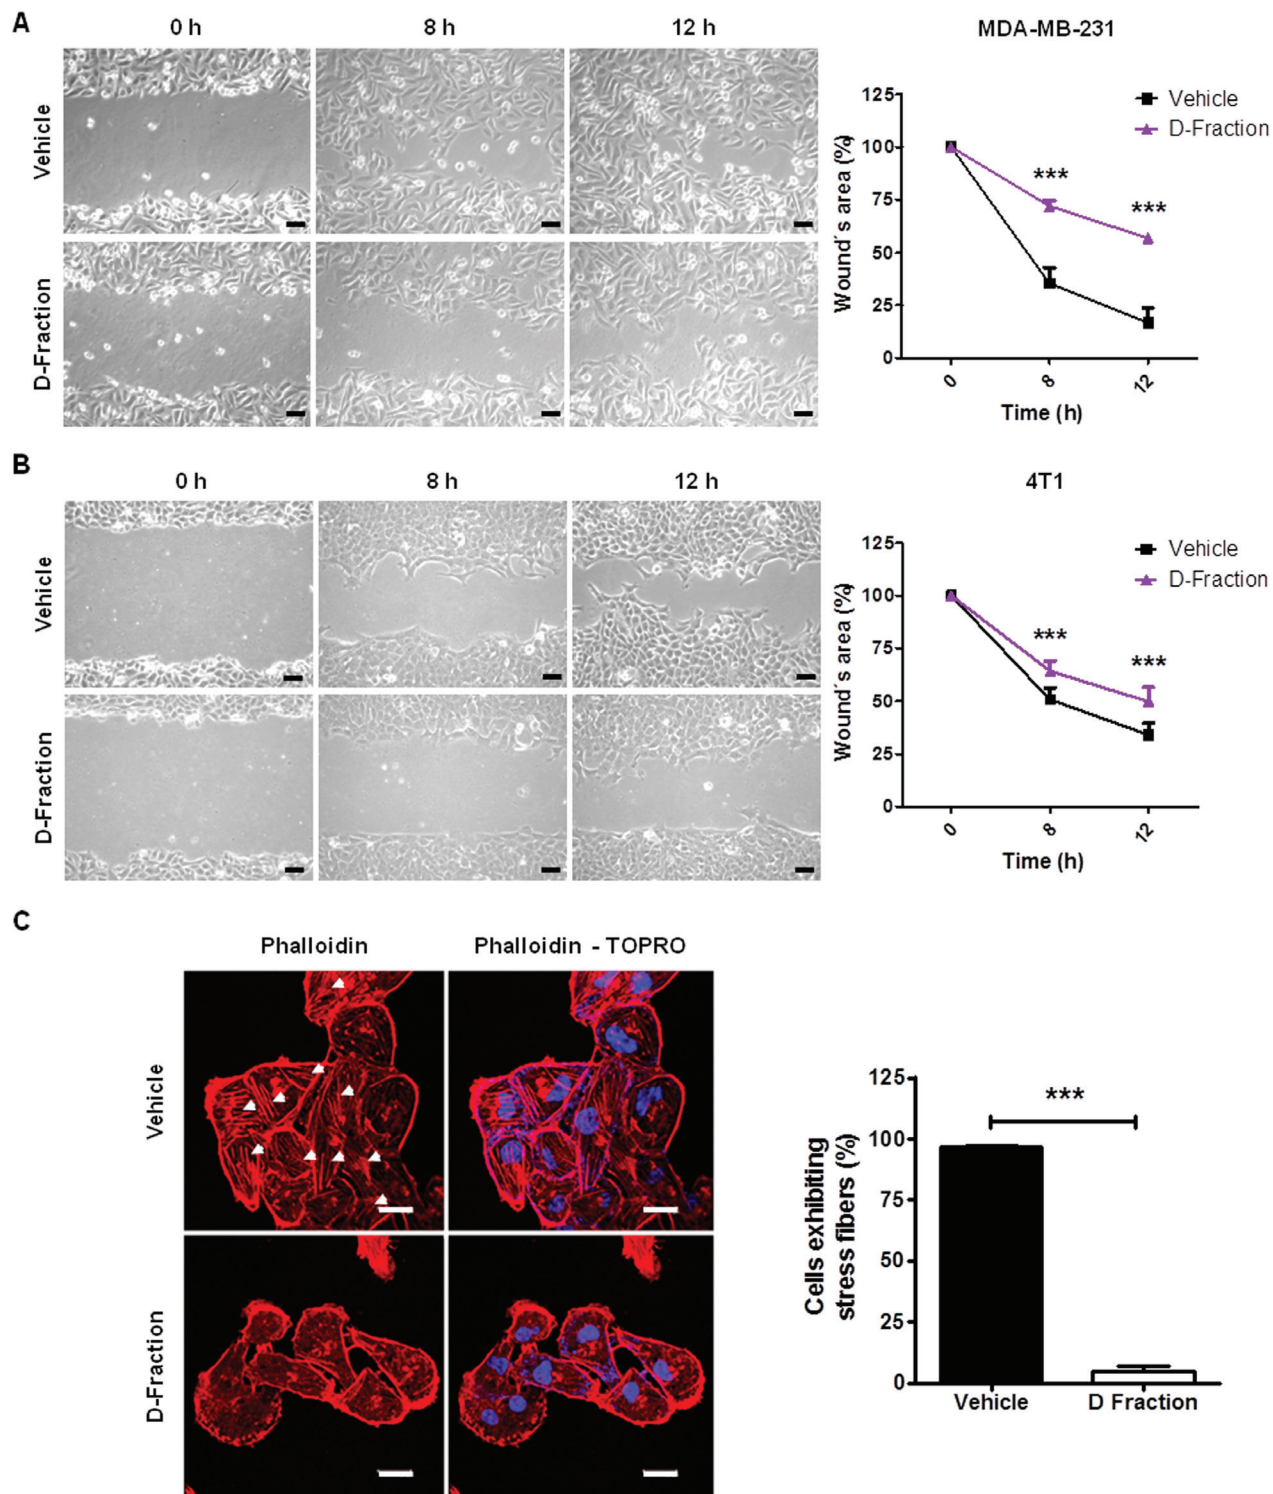 A
0 h
8 h
12 h
MDA-MB-231
Vehicle
D-Fraction
125
100
75
50
25
0
Wound´s area (%)
Vehicle
D-Fraction
***
***
0
8
12
Time (h)
B
0 h
8 h
12 h
4T1
Vehicle
D-Fraction
125
100
75
50
25
0
Wound´s area (%)
Vehicle
D-Fraction
***
***
0
8
12
Time (h)
C
Phalloidin
Phalloidin - TOPRO
Vehicle
D-Fraction
125
100
75
50
25
0
Cells exhibiting
stress fibers (%)
***
Vehicle
D Fraction